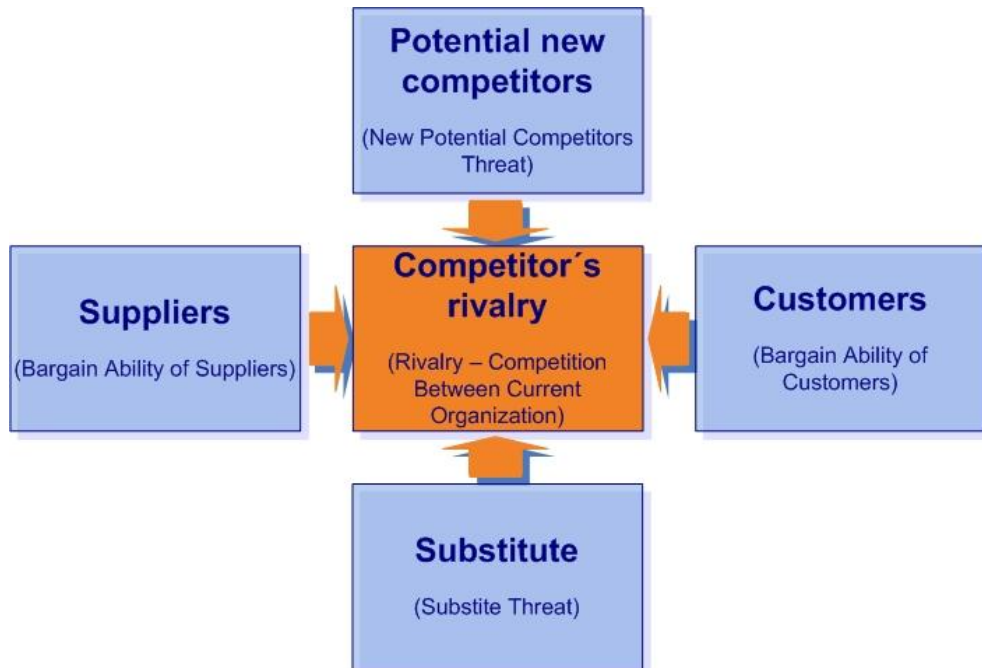 Potential new
competitors
(New Potential Competitors
Threat)
Suppliers
(Bargain Ability of Suppliers)
Competitor´s
rivalry
(Rivalry – Competition
Between Current
Organization)
Customers
(Bargain Ability of
Customers)
Substitute
(Substite Threat)